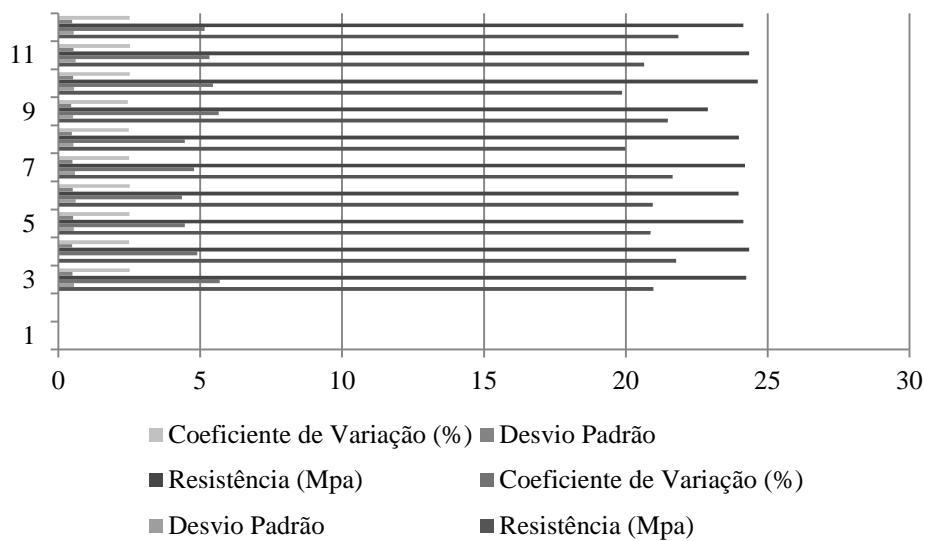 11
9
7
5
3
1
0 5 10 15 20 25 30
Coeficiente de Variação (%) Desvio Padrão
Resistência (Mpa) Coeficiente de Variação (%)
Desvio Padrão Resistência (Mpa)